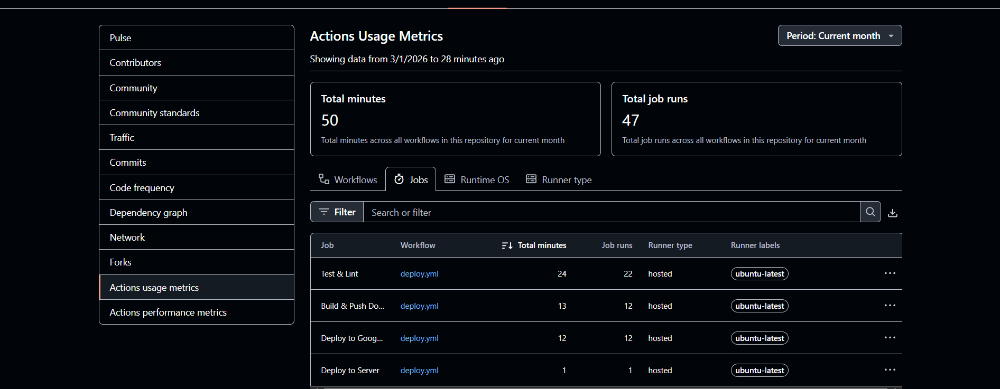 Pulse
Contributors
Community
Community standards
Traffic
Commits
Code frequency
Dependency graph
Network
Forks
Actions usage metrics
Actions performance metrics
Actions Usage Metrics
Period: Current month
Showing data from 3/1/2026 to 28 minutes ago
Total minutes
50
Total minutes across all workflows in this repository for current month
Total job runs
47
Total job runs across all workflows in this repository for current month
Workflows Jobs Runtime OS Runner type
Filter Search or filter
Job Workflow Total minutes Job runs Runner type Runner labels
Test & Lint deploy.yml 24 22 hosted ubuntu-latest ...
Build & Push Do... deploy.yml 13 12 hosted ubuntu-latest ...
Deploy to Goog... deploy.yml 12 12 hosted ubuntu-latest ...
Deploy to Server deploy.yml 1 1 hosted ubuntu-latest ...